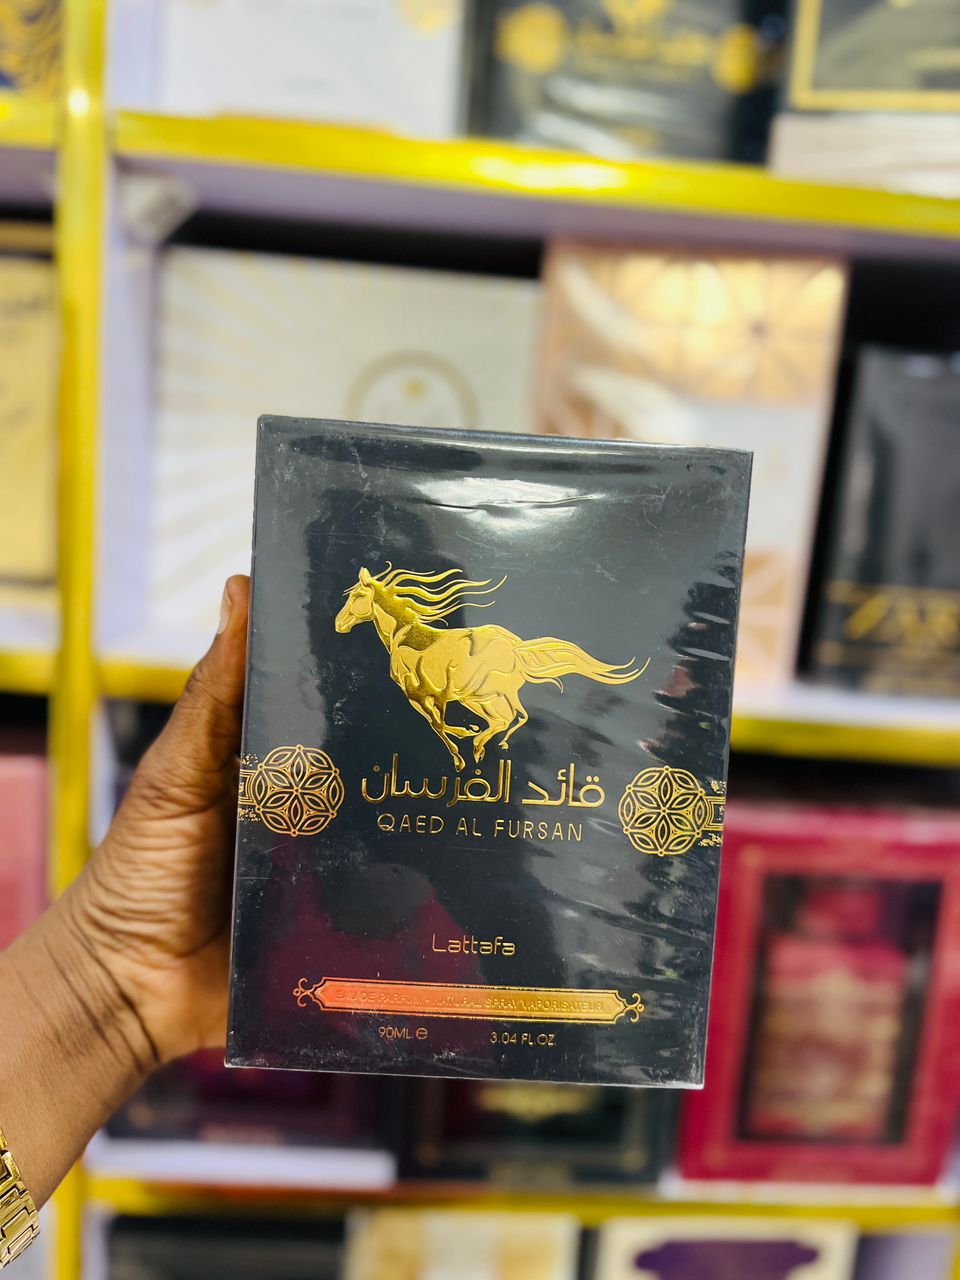 قائد الفرسان
QAED AL FURSAN
Lattafa
EAU DE PARFUM - NATURAL SPRAY VAPORISATEUR
90ML ℮ 3.04 FL.OZ